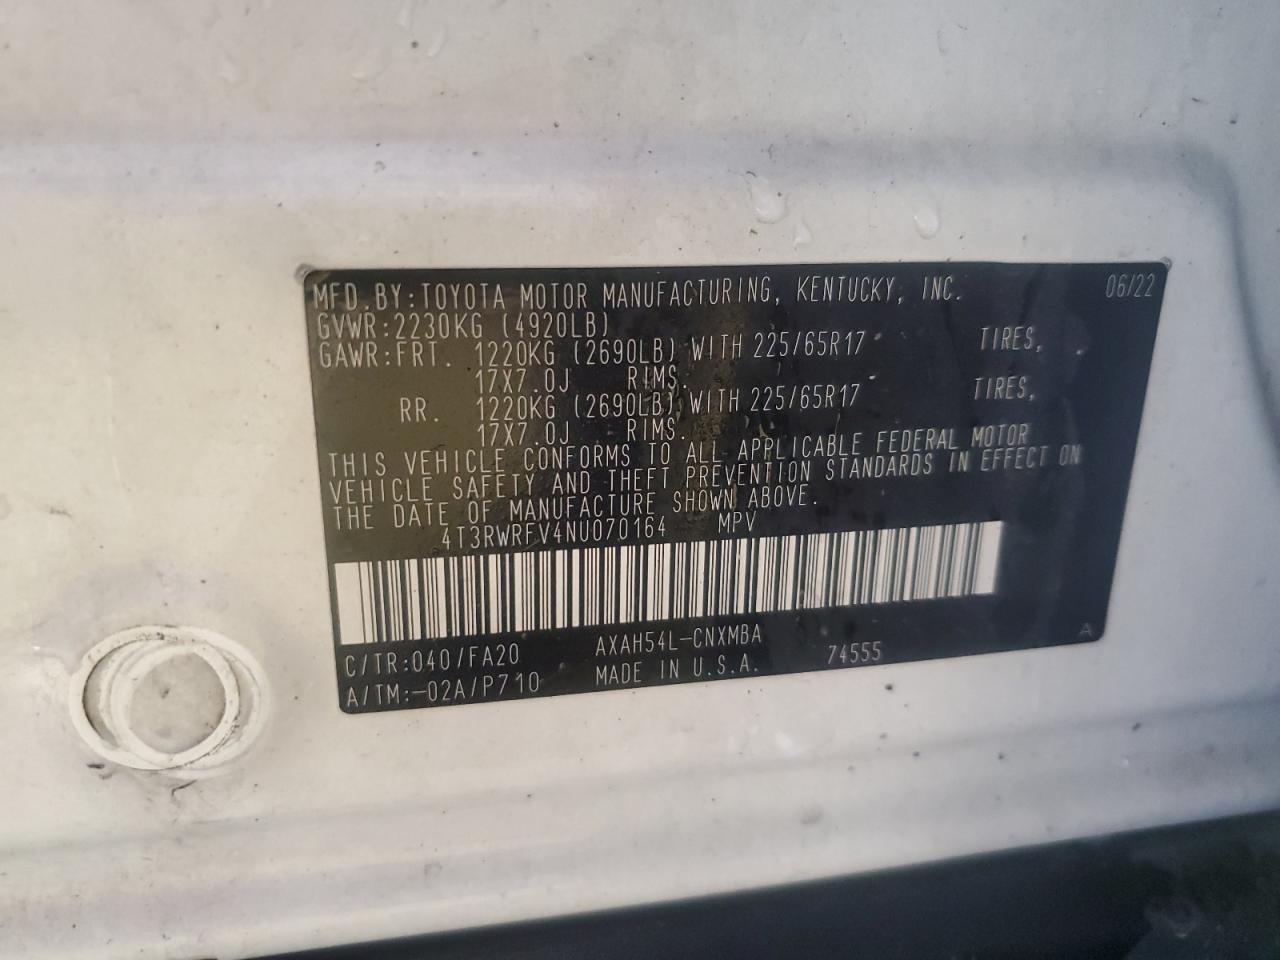 MFD.BY:TOYOTA MOTOR MANUFACTURING, KENTUCKY, INC. 06/22
GVWR:2230KG (4920LB)
GAWR:FRT. 1220KG (2690LB) WITH 225/65R17 TIRES,
17X7.0J RIMS.
RR. 1220KG (2690LB) WITH 225/65R17 TIRES,
17X7.0J RIMS.
THIS VEHICLE CONFORMS TO ALL APPLICABLE FEDERAL MOTOR
VEHICLE SAFETY AND THEFT PREVENTION STANDARDS IN EFFECT ON
THE DATE OF MANUFACTURE SHOWN ABOVE.
4T3RWRFV4NU070164 MPV
C/TR:040/FA20 AXAH54L-CNXMBA A
A/TM:-02A/P710 MADE IN U.S.A. 74555